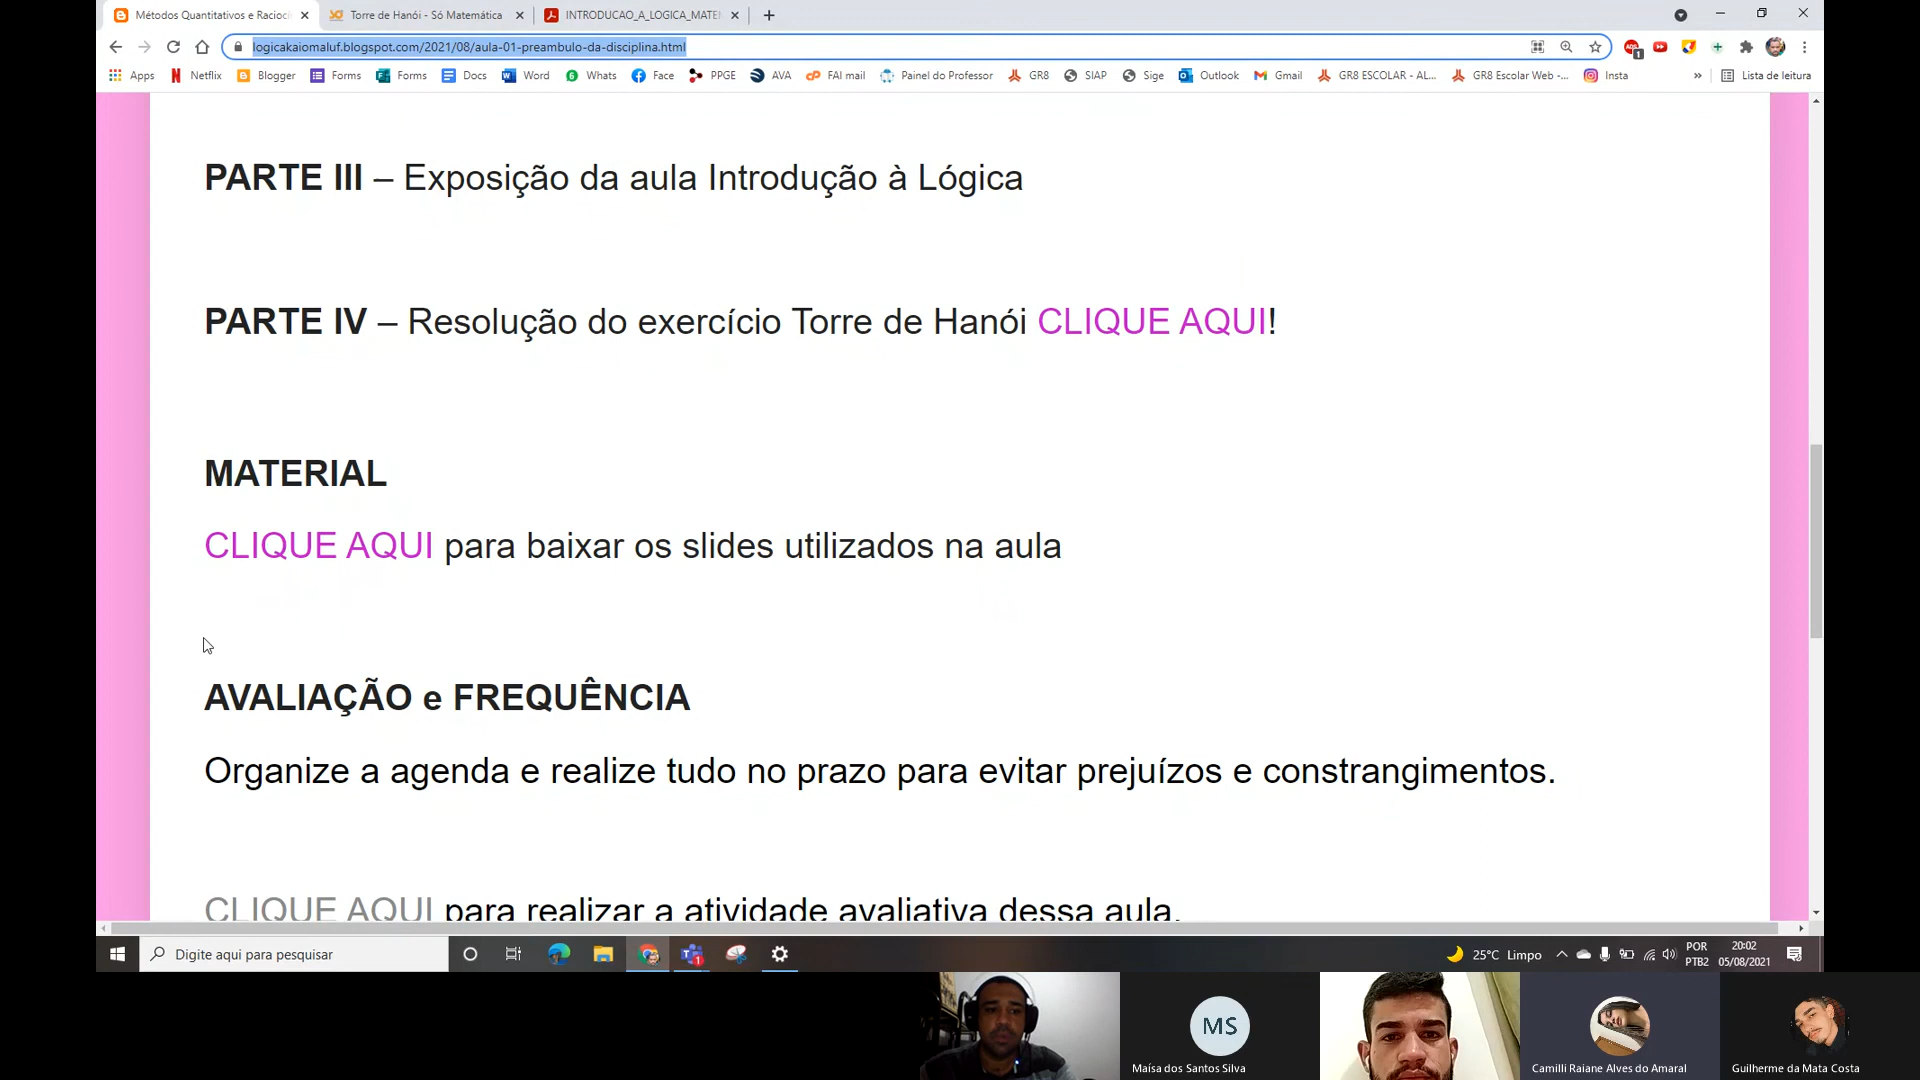 Métodos Quantitativos e Racioci
Torre de Hanói - Só Matemática
INTRODUCAO_A_LOGICA_MATE
logicakaiomaluf.blogspot.com/2021/08/aula-01-preambulo-da-disciplina.html
Apps Netflix Blogger Forms Forms Docs Word Whats Face PPGE AVA FAI mail Painel do Professor GR8 SIAP Sige Outlook Gmail GR8 ESCOLAR - AL... GR8 Escolar Web -... Insta » Lista de leitura
PARTE III – Exposição da aula Introdução à Lógica
PARTE IV – Resolução do exercício Torre de Hanói CLIQUE AQUI!
MATERIAL
CLIQUE AQUI para baixar os slides utilizados na aula
AVALIAÇÃO e FREQUÊNCIA
Organize a agenda e realize tudo no prazo para evitar prejuízos e constrangimentos.
CLIQUE AQUI para realizar a atividade avaliativa dessa aula.
Digite aqui para pesquisar
25°C Limpo
POR
PTB2
20:02
05/08/2021
MS
Maísa dos Santos Silva
Camilli Raiane Alves do Amaral
Guilherme da Mata Costa